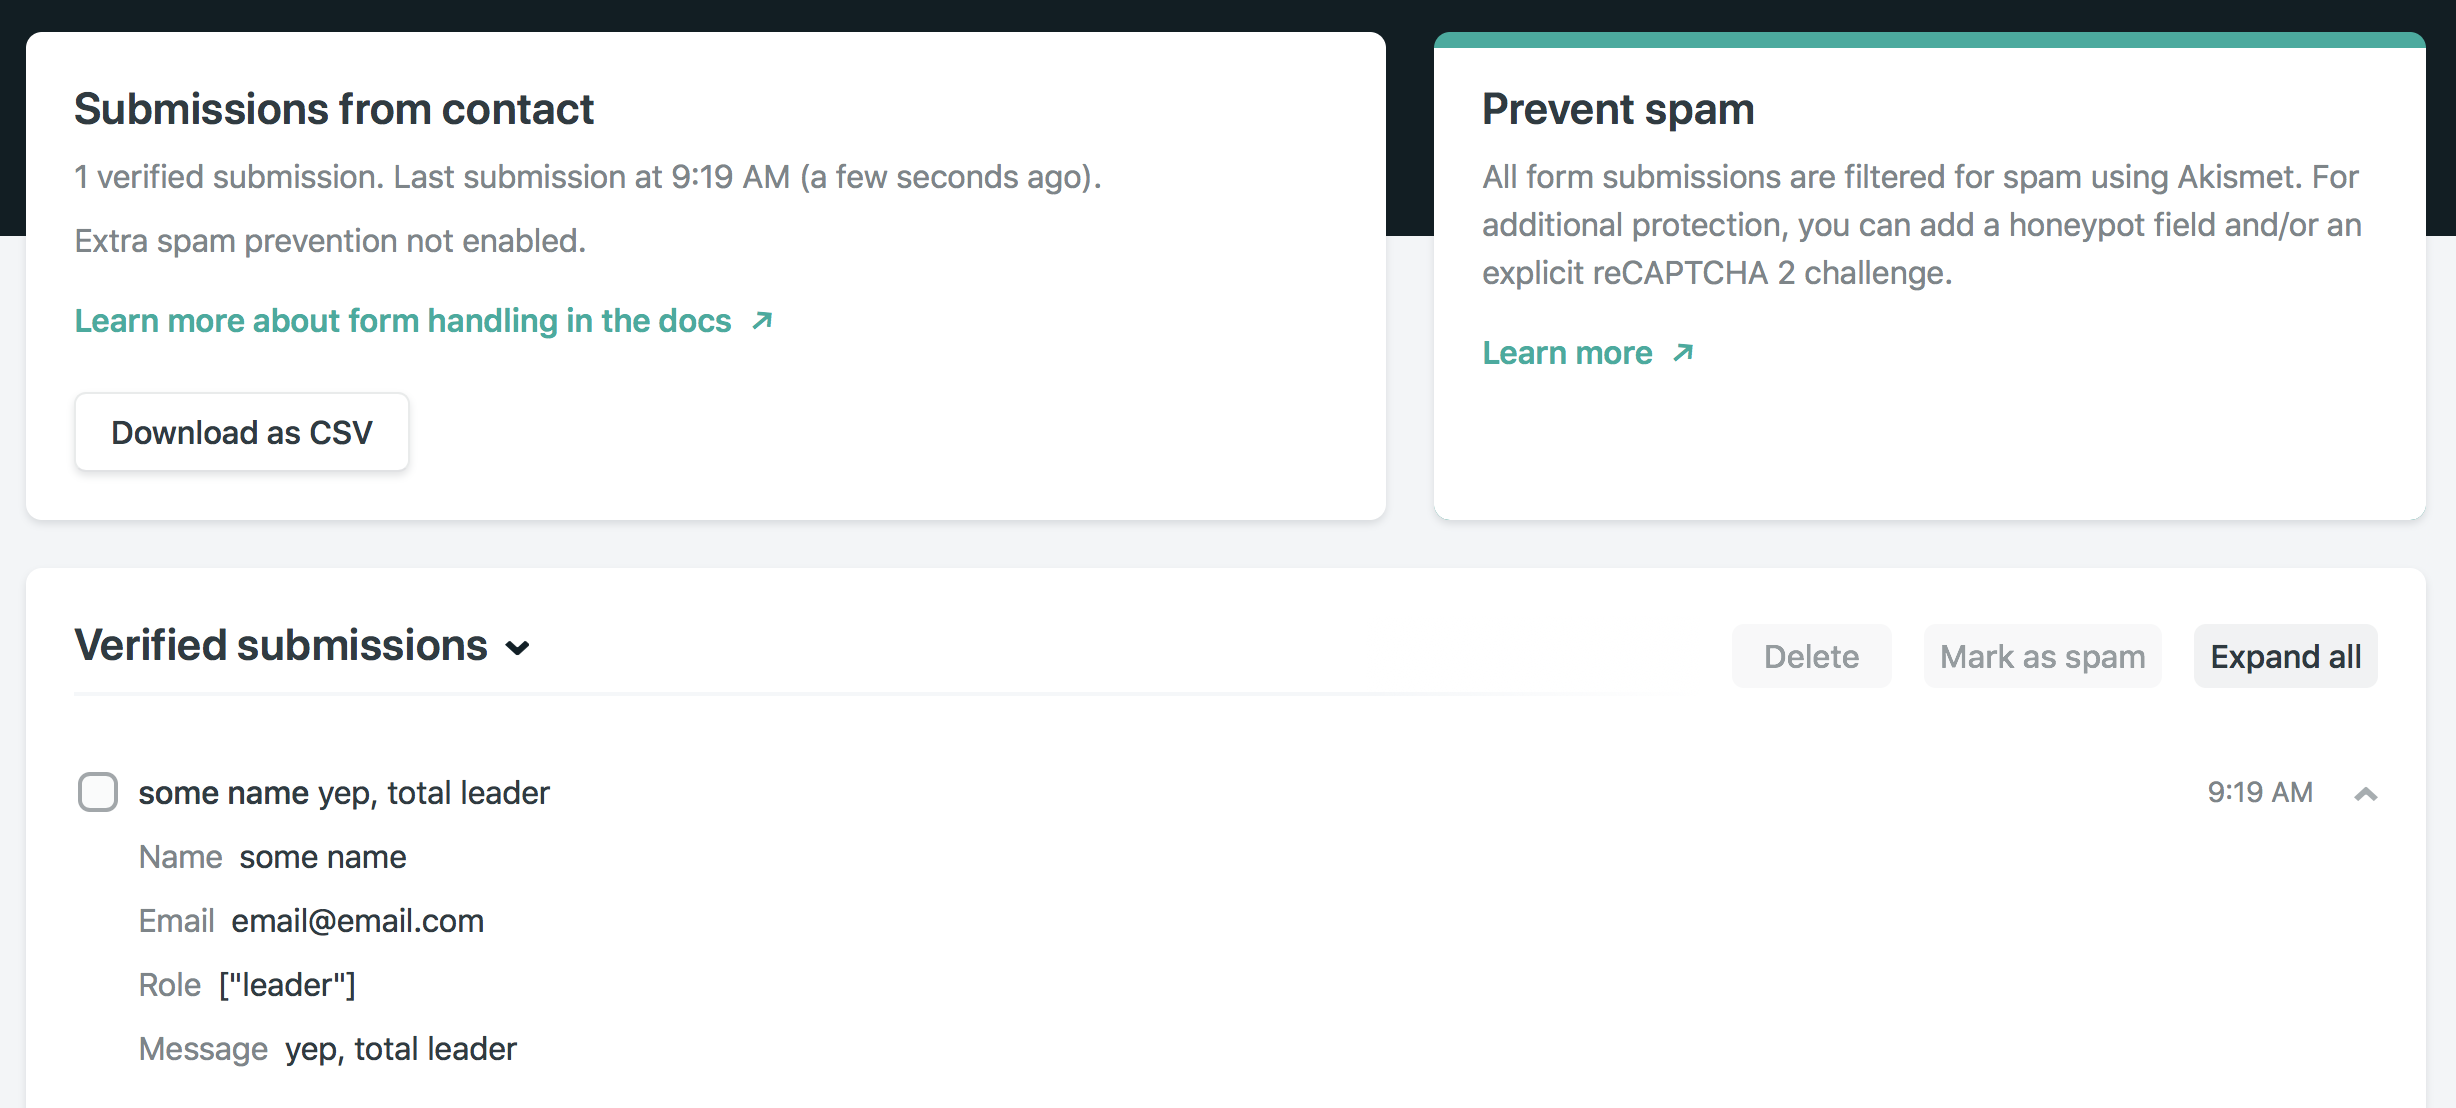 Submissions from contact
1 verified submission. Last submission at 9:19 AM (a few seconds ago).
Extra spam prevention not enabled.
Learn more about form handling in the docs
Download as CSV
Prevent spam
All form submissions are filtered for spam using Akismet. For
additional protection, you can add a honeypot field and/or an
explicit reCAPTCHA 2 challenge.
Learn more
Verified submissions
Delete
Mark as spam
Expand all
some name yep, total leader
9:19 AM
Name some name
Email email@email.com
Role ["leader"]
Message yep, total leader